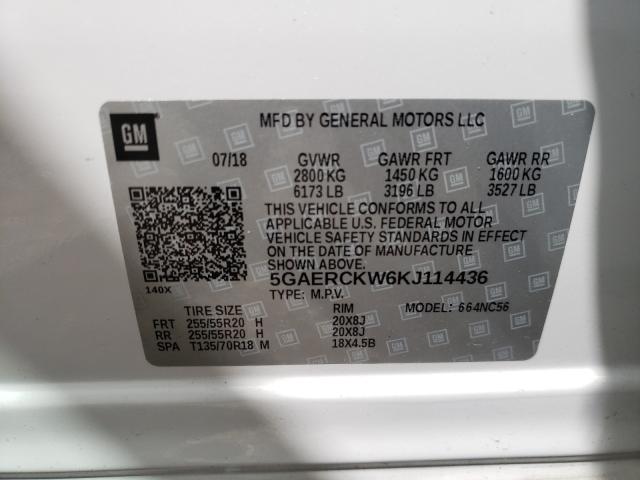 GM
MFD BY GENERAL MOTORS LLC
07/18 GVWR GAWR FRT GAWR RR
2800 KG 1450 KG 1600 KG
6173 LB 3196 LB 3527 LB
THIS VEHICLE CONFORMS TO ALL
APPLICABLE U.S. FEDERAL MOTOR
VEHICLE SAFETY STANDARDS IN EFFECT
ON THE DATE OF MANUFACTURE
SHOWN ABOVE.
140X 5GAERCKW6KJ114436
TYPE: M.P.V. MODEL: 664NC56
TIRE SIZE RIM
FRT 255/55R20 H 20X8J
RR 255/55R20 H 20X8J
SPA T135/70R18 M 18X4.5B